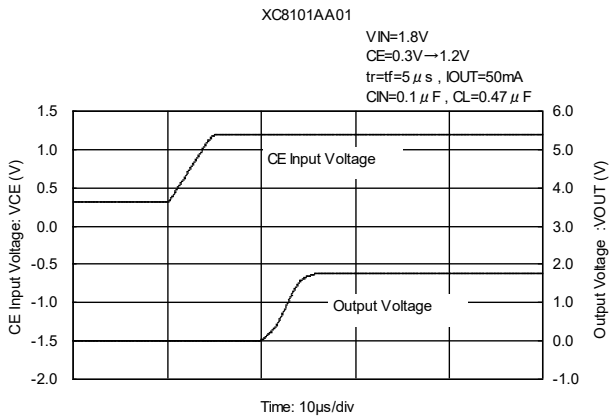 XC8101AA01
VIN=1.8V
CE=0.3V→1.2V
tr=tf=5μs , IOUT=50mA
CIN=0.1μF , CL=0.47μF
CE Input Voltage: VCE (V)
1.5
1.0
0.5
0.0
-0.5
-1.0
-1.5
-2.0
CE Input Voltage
Output Voltage
6.0
5.0
4.0
3.0
2.0
1.0
0.0
-1.0
Output Voltage :VOUT (V)
Time: 10μs/div